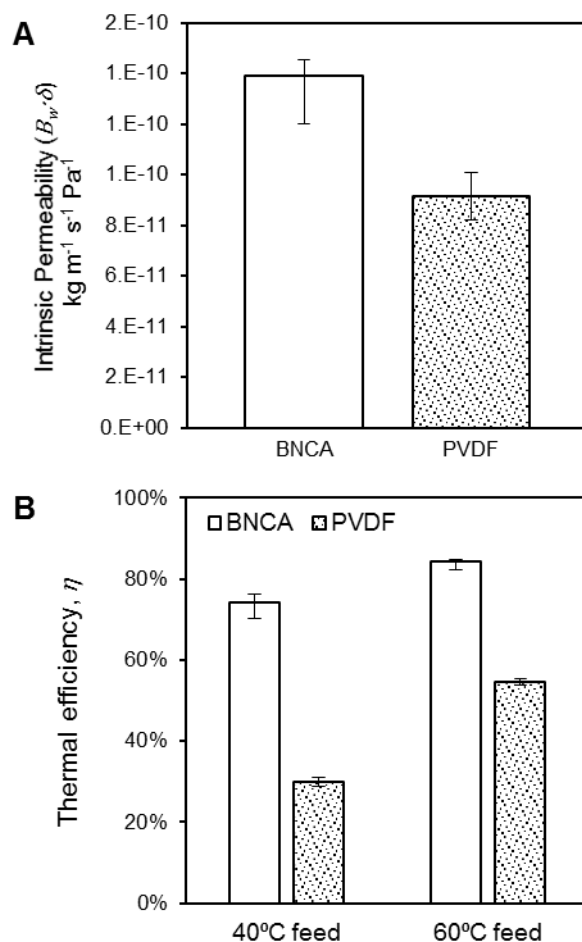 A
Intrinsic Permeability (Bw·δ)
kg m-1 s-1 Pa-1
2.E-10
1.E-10
1.E-10
1.E-10
8.E-11
6.E-11
4.E-11
2.E-11
0.E+00
BNCA PVDF
B
Thermal efficiency, η
BNCA PVDF
100%
80%
60%
40%
20%
0%
40ºC feed 60ºC feed